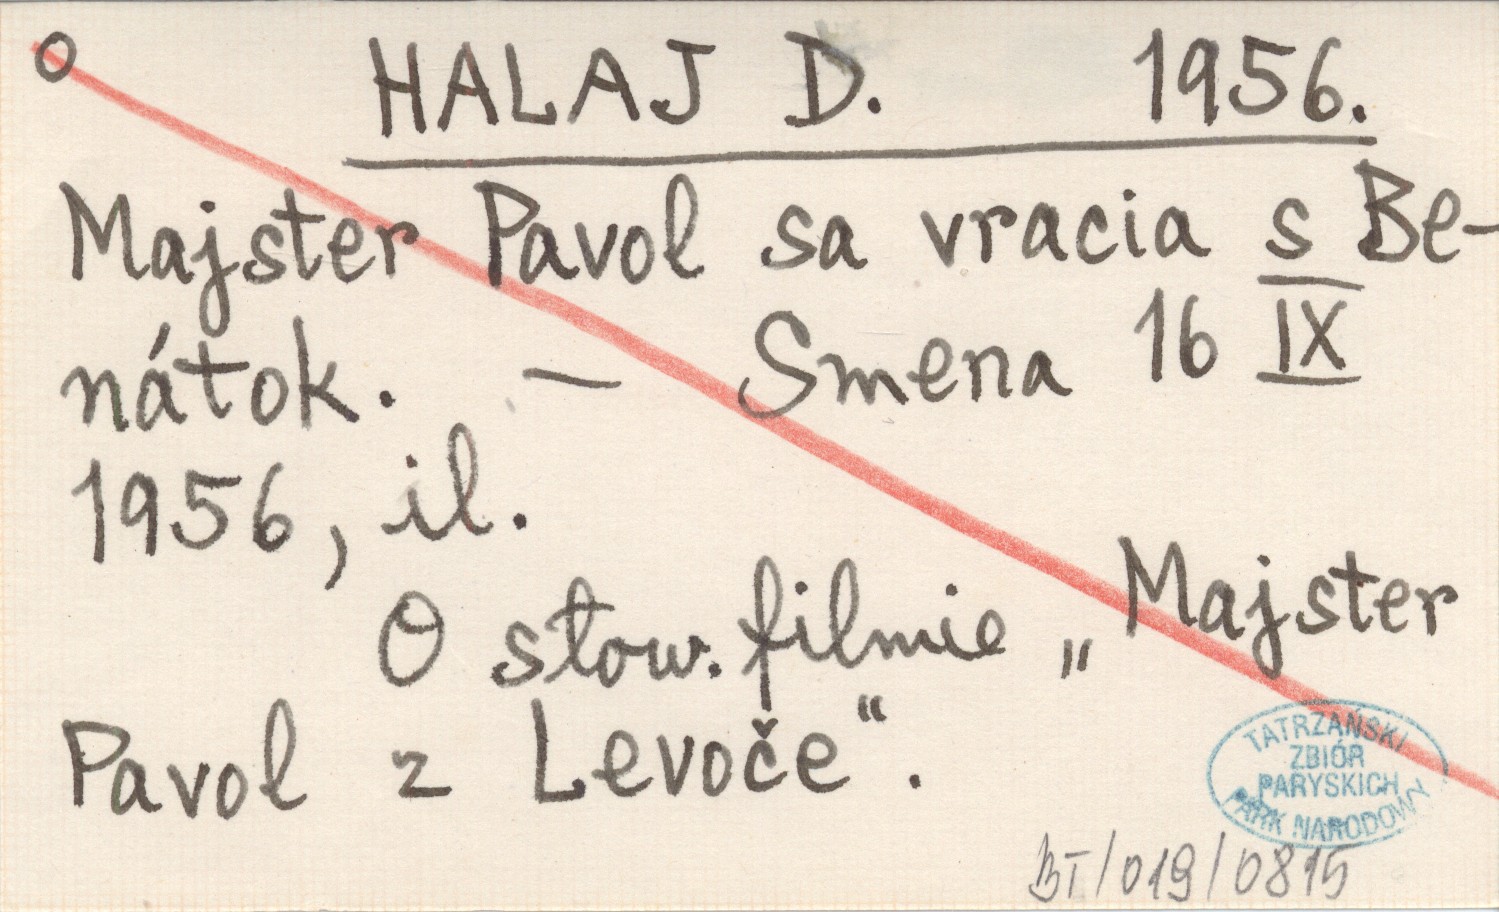 O HALAJ D. 1956.
Majster Pavol sa vracia s Be-
nátok. — Smena 16 IX
1956, il.
O słow. filmie „Majster
Pavol z Levoče“.
TATRZAŃSKI
ZBIÓR
PARYSKICH
PARK NARODOWY
BT/019/0815